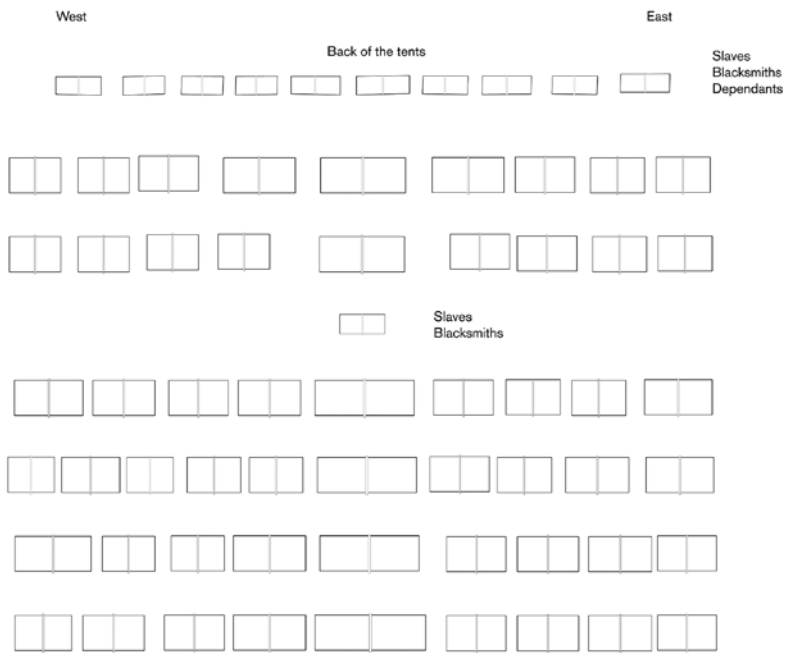 West
East
Back of the tents
Slaves
Blacksmiths
Dependants
Slaves
Blacksmiths